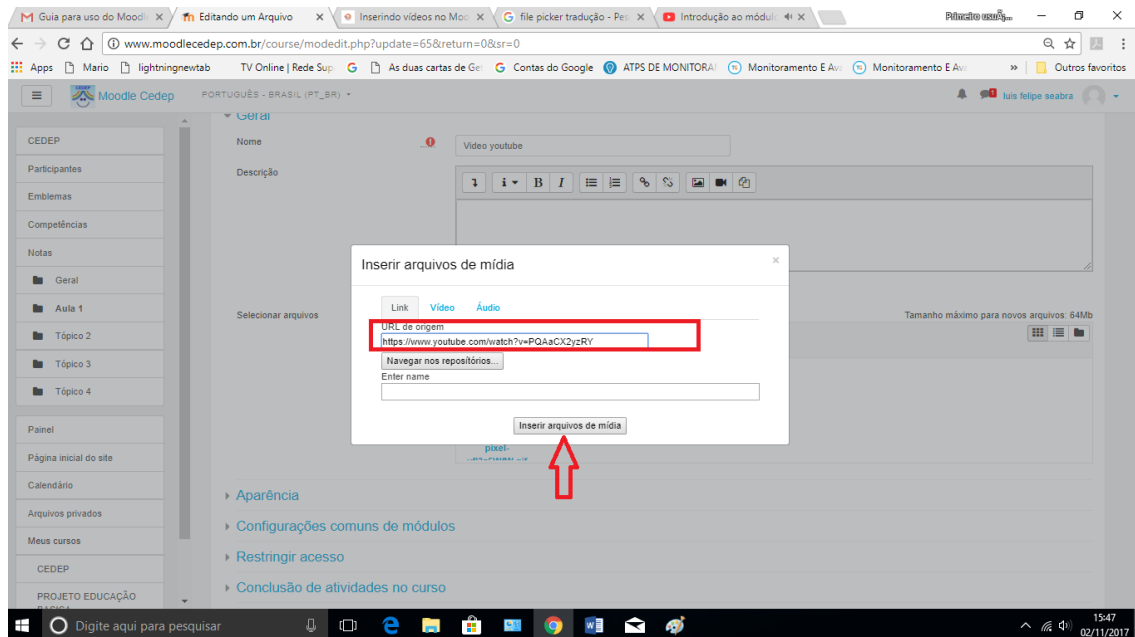 Guia para uso do Moodl
Editando um Arquivo
Inserindo vídeos no Moo
file picker tradução - Pes
Introdução ao módulo
www.moodlecedep.com.br/course/modedit.php?update=65&return=0&sr=0
Apps Mario lightningnewtab TV Online | Rede Sup As duas cartas de Ge Contas do Google ATPS DE MONITORA Monitoramento E Ava Monitoramento E Ava » Outros favoritos
Moodle Cedep PORTUGUÊS - BRASIL (PT_BR) 1 luis felipe seabra
CEDEP
Participantes
Emblemas
Competências
Notas
Geral
Aula 1
Tópico 2
Tópico 3
Tópico 4
Painel
Página inicial do site
Calendário
Arquivos privados
Meus cursos
CEDEP
PROJETO EDUCAÇÃO
Geral
Nome
Video youtube
Descrição
i B I
Inserir arquivos de mídia ×
Link Vídeo Áudio
URL de origem
https://www.youtube.com/watch?v=PQAaCX2yzRY
Navegar nos repositórios...
Enter name
Inserir arquivos de mídia
Selecionar arquivos
Tamanho máximo para novos arquivos: 64Mb
pixel-
Aparência
Configurações comuns de módulos
Restringir acesso
Conclusão de atividades no curso
Digite aqui para pesquisar
15:47
02/11/2017